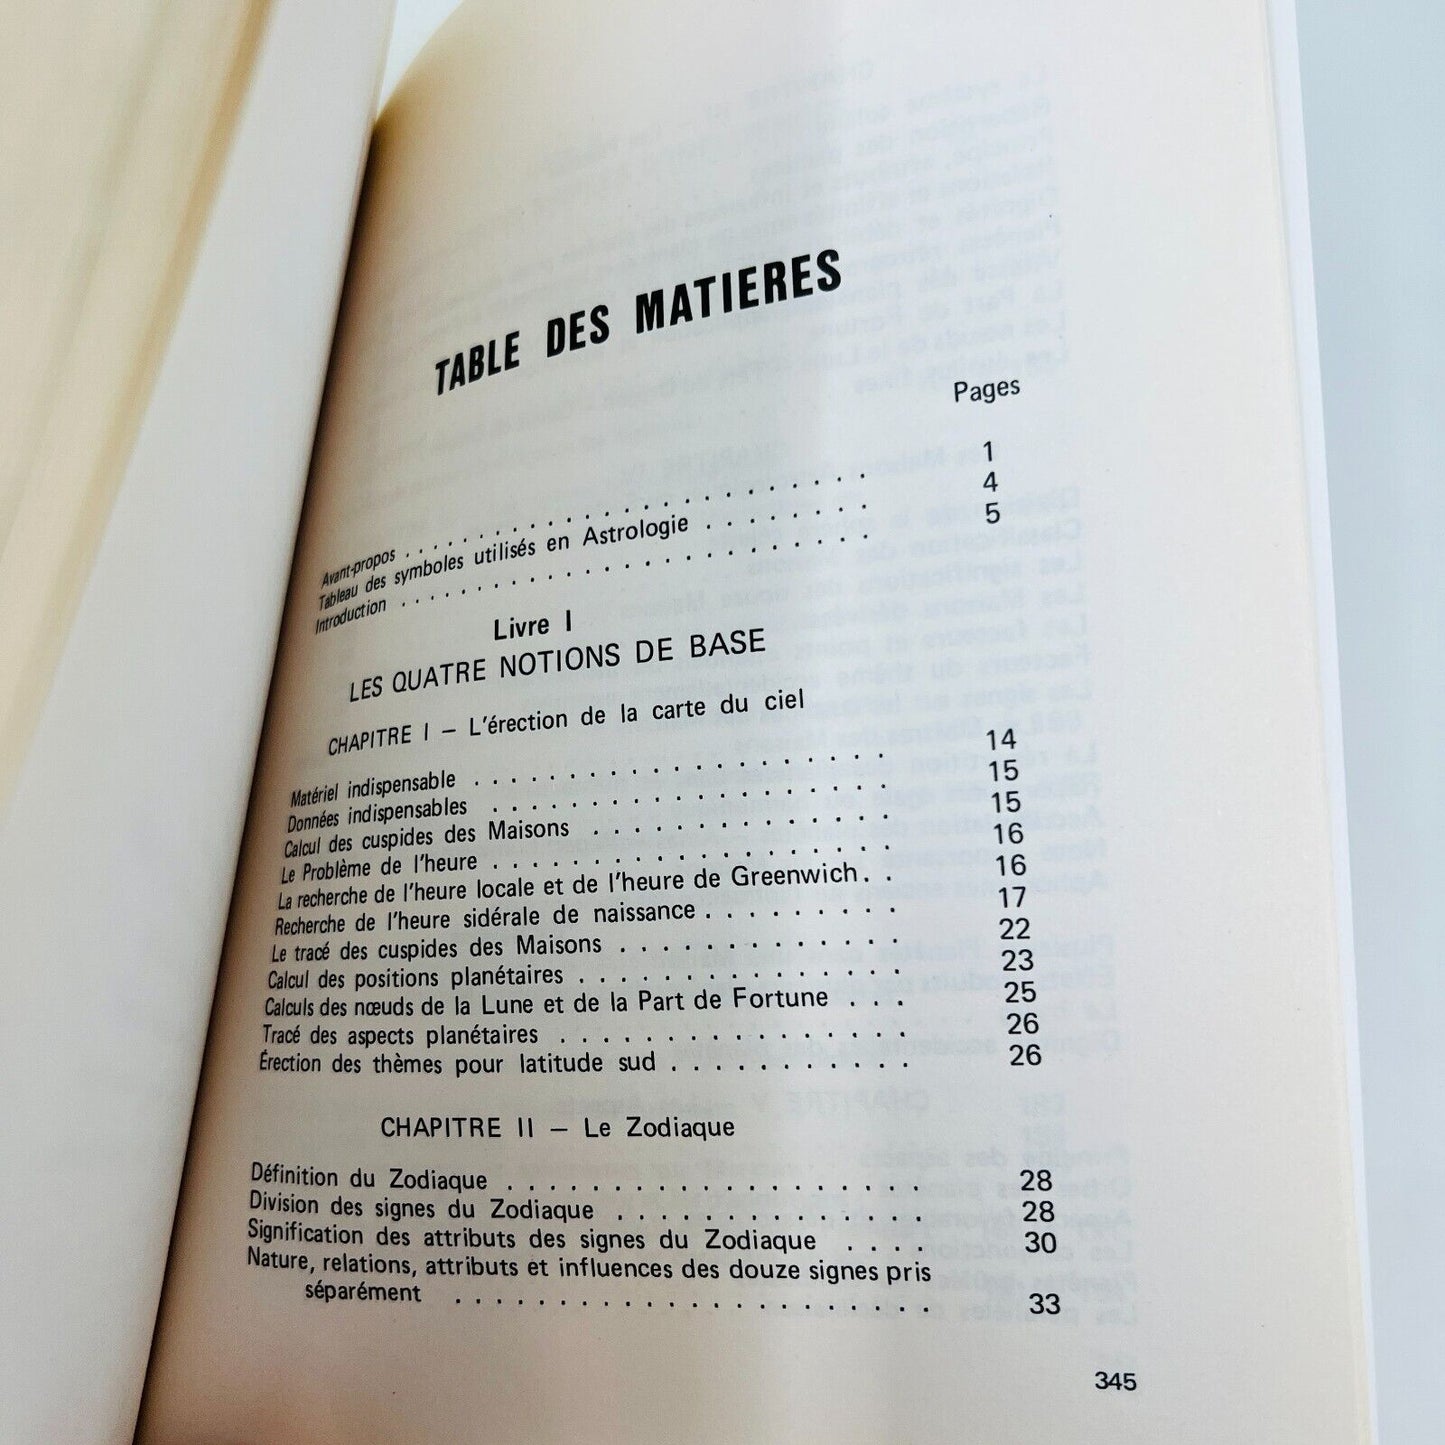 TABLE DES MATIERES
Pages
Avant-propos . . . . . . . . . . . . . . . . . . . . . . . 1
Tableau des symboles utilisés en Astrologie . . . . . . . . 4
Introduction . . . . . . . . . . . . . . . . . . . . . . . 5
Livre I
LES QUATRE NOTIONS DE BASE
CHAPITRE I – L'érection de la carte du ciel
Matériel indispensable . . . . . . . . . . . . . . . . . . . . 14
Données indispensables . . . . . . . . . . . . . . . . . . . 15
Calcul des cuspides des Maisons . . . . . . . . . . . . . . 15
Le Problème de l'heure . . . . . . . . . . . . . . . . . . . 16
La recherche de l'heure locale et de l'heure de Greenwich. . 16
Recherche de l'heure sidérale de naissance . . . . . . . . . 17
Le tracé des cuspides des Maisons . . . . . . . . . . . . . 22
Calcul des positions planétaires . . . . . . . . . . . . . . . 23
Calculs des nœuds de la Lune et de la Part de Fortune . . . 25
Tracé des aspects planétaires . . . . . . . . . . . . . . . . 26
Érection des thèmes pour latitude sud . . . . . . . . . . . . 26
CHAPITRE II – Le Zodiaque
Définition du Zodiaque . . . . . . . . . . . . . . . . . . . . 28
Division des signes du Zodiaque . . . . . . . . . . . . . . 28
Signification des attributs des signes du Zodiaque . . . . 30
Nature, relations, attributs et influences des douze signes pris
séparément . . . . . . . . . . . . . . . . . . . . . . . 33
345